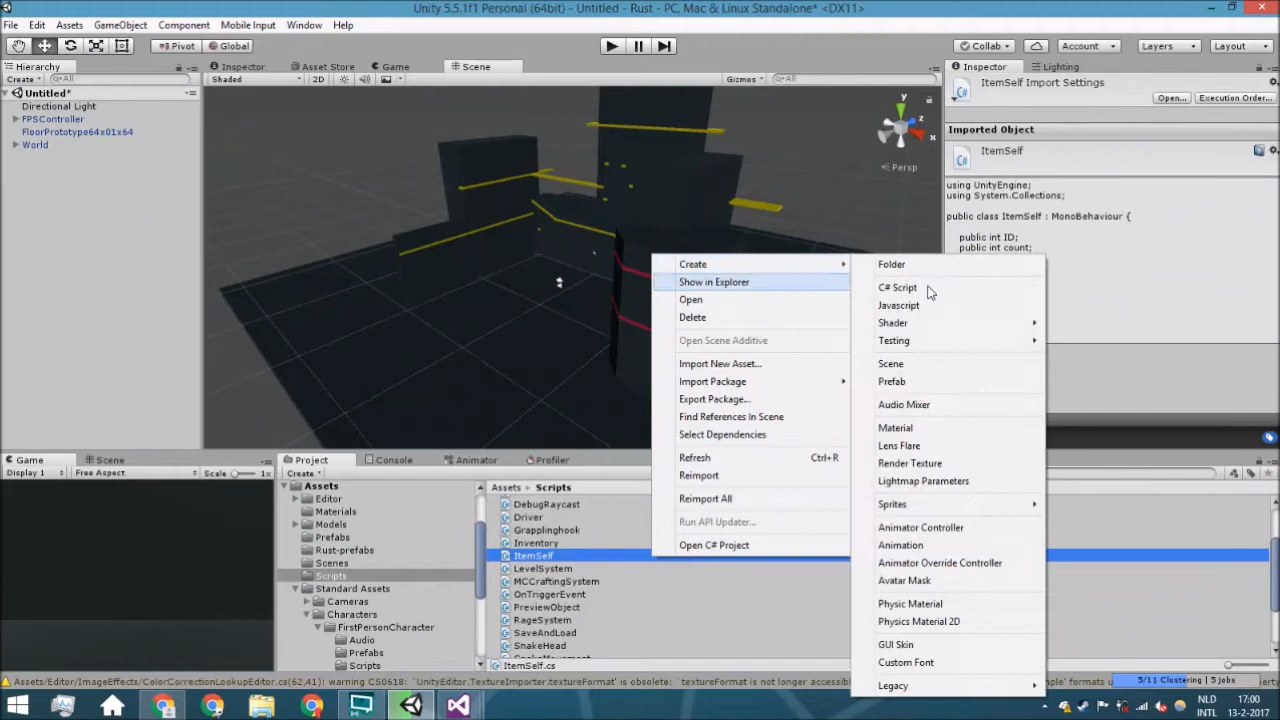 Unity 5.5.1f1 Personal (64bit) - Untitled - Rust - PC, Mac & Linux Standalone* <DX11>
File Edit Assets GameObject Component Mobile Input Window Help
Pivot Global Collab Account Layers Layout
Hierarchy Inspector Asset Store Game Scene Inspector Lighting
Create All Shaded 2D Gizmos All
Untitled*
Directional Light
FPSController
FloorPrototype64x01x64
World
y
z
x
Persp
ItemSelf Import Settings
Open... Execution Order...
Imported Object
ItemSelf
using UnityEngine;
using System.Collections;
public class ItemSelf : MonoBehaviour {
public int ID;
public int count;
Create
Show in Explorer
Open
Delete
Open Scene Additive
Import New Asset...
Import Package
Export Package...
Find References In Scene
Select Dependencies
Refresh Ctrl+R
Reimport
Reimport All
Run API Updater...
Open C# Project
Folder
C# Script
Javascript
Shader
Testing
Scene
Prefab
Audio Mixer
Material
Lens Flare
Render Texture
Lightmap Parameters
Sprites
Animator Controller
Animation
Animator Override Controller
Avatar Mask
Physic Material
Physics Material 2D
GUI Skin
Custom Font
Legacy
Game Scene Project Console Animator Profiler
Display 1 Free Aspect Scale 1x Create
Assets
Editor
Materials
Models
Prefabs
Rust-prefabs
Scenes
Scripts
Standard Assets
Cameras
Characters
FirstPersonCharacter
Audio
Prefabs
Scripts
Assets Scripts
DebugRaycast
Driver
Grapplinghook
Inventory
ItemSelf
LevelSystem
MCCraftingSystem
OnTriggerEvent
PreviewObject
RageSystem
SaveAndLoad
SnakeHead
ItemSelf.cs
Assets/Editor/ImageEffects/ColorCorrectionLookupEditor.cs(62,41): warning CS0618: `UnityEditor.TextureImporter.textureFormat' is obsolete: `textureFormat is not longer accessible
5/11 Clustering | 5 jobs
NLD 17:00
INTL 13-2-2017